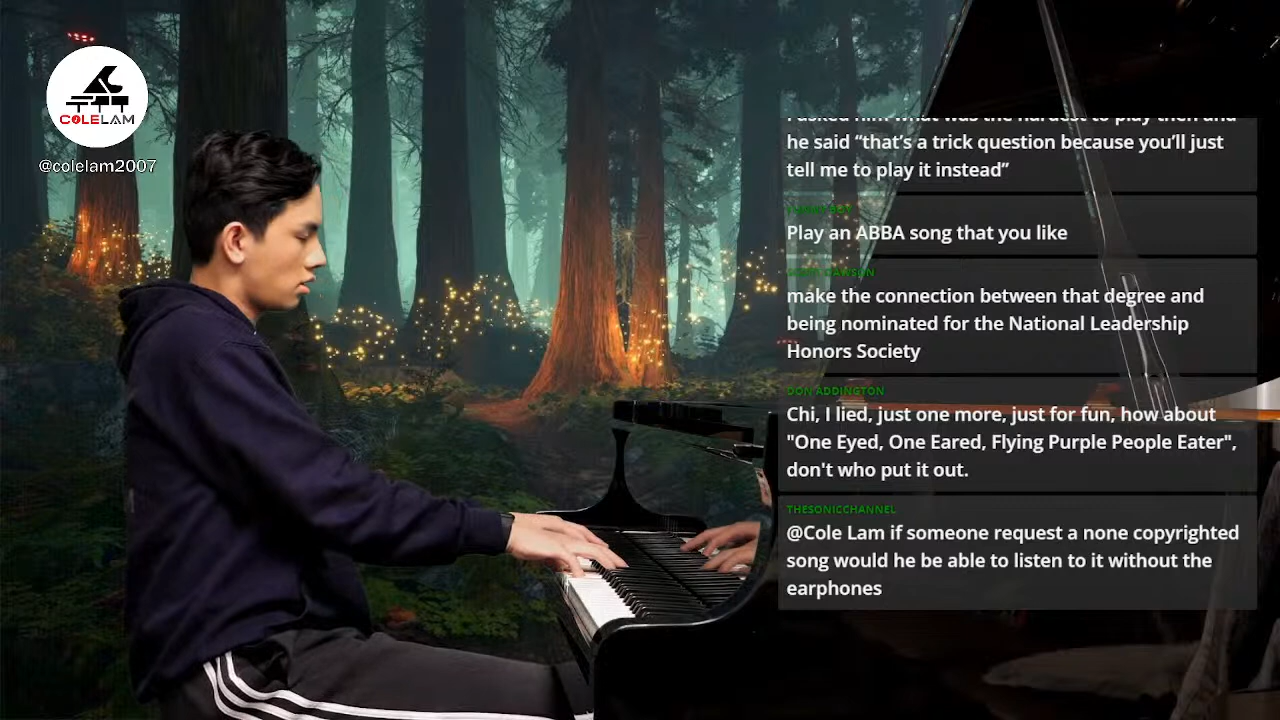 COLELAM
@colelam2007
he said “that’s a trick question because you’ll just
tell me to play it instead”
Play an ABBA song that you like
DAWSON
make the connection between that degree and
being nominated for the National Leadership
Honors Society
DON ADDINGTON
Chi, I lied, just one more, just for fun, how about
"One Eyed, One Eared, Flying Purple People Eater",
don't who put it out.
THESONICCHANNEL
@Cole Lam if someone request a none copyrighted
song would he be able to listen to it without the
earphones